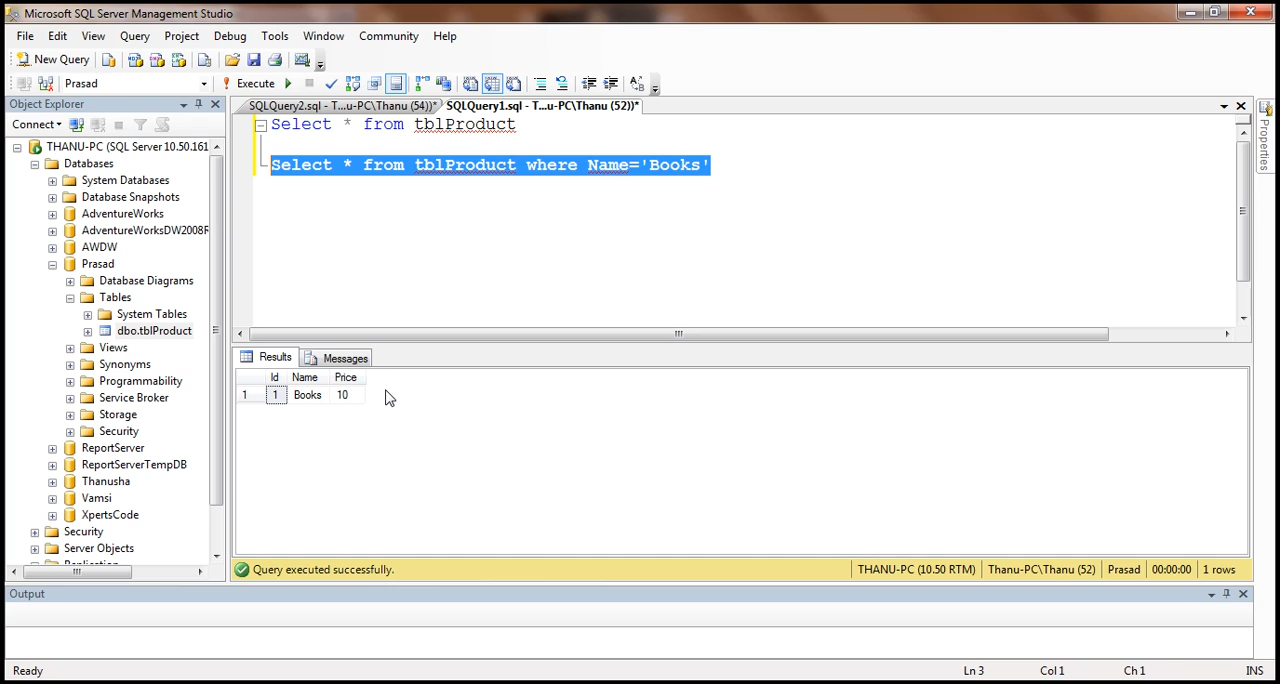 Microsoft SQL Server Management Studio
File Edit View Query Project Debug Tools Window Community Help
New Query
Prasad Execute
Object Explorer
SQLQuery2.sql - T...u-PC\Thanu (54))* SQLQuery1.sql - T...u-PC\Thanu (52))*
Connect
Select * from tblProduct
Select * from tblProduct where Name='Books'
THANU-PC (SQL Server 10.50.161
Databases
System Databases
Database Snapshots
AdventureWorks
AdventureWorksDW2008R
AWDW
Prasad
Database Diagrams
Tables
System Tables
dbo.tblProduct
Views
Synonyms
Programmability
Service Broker
Storage
Security
ReportServer
ReportServerTempDB
Thanusha
Vamsi
XpertsCode
Security
Server Objects
Replication
Properties
Results Messages
Id Name Price
1 1 Books 10
Query executed successfully. THANU-PC (10.50 RTM) Thanu-PC\Thanu (52) Prasad 00:00:00 1 rows
Output
Ready Ln 3 Col 1 Ch 1 INS